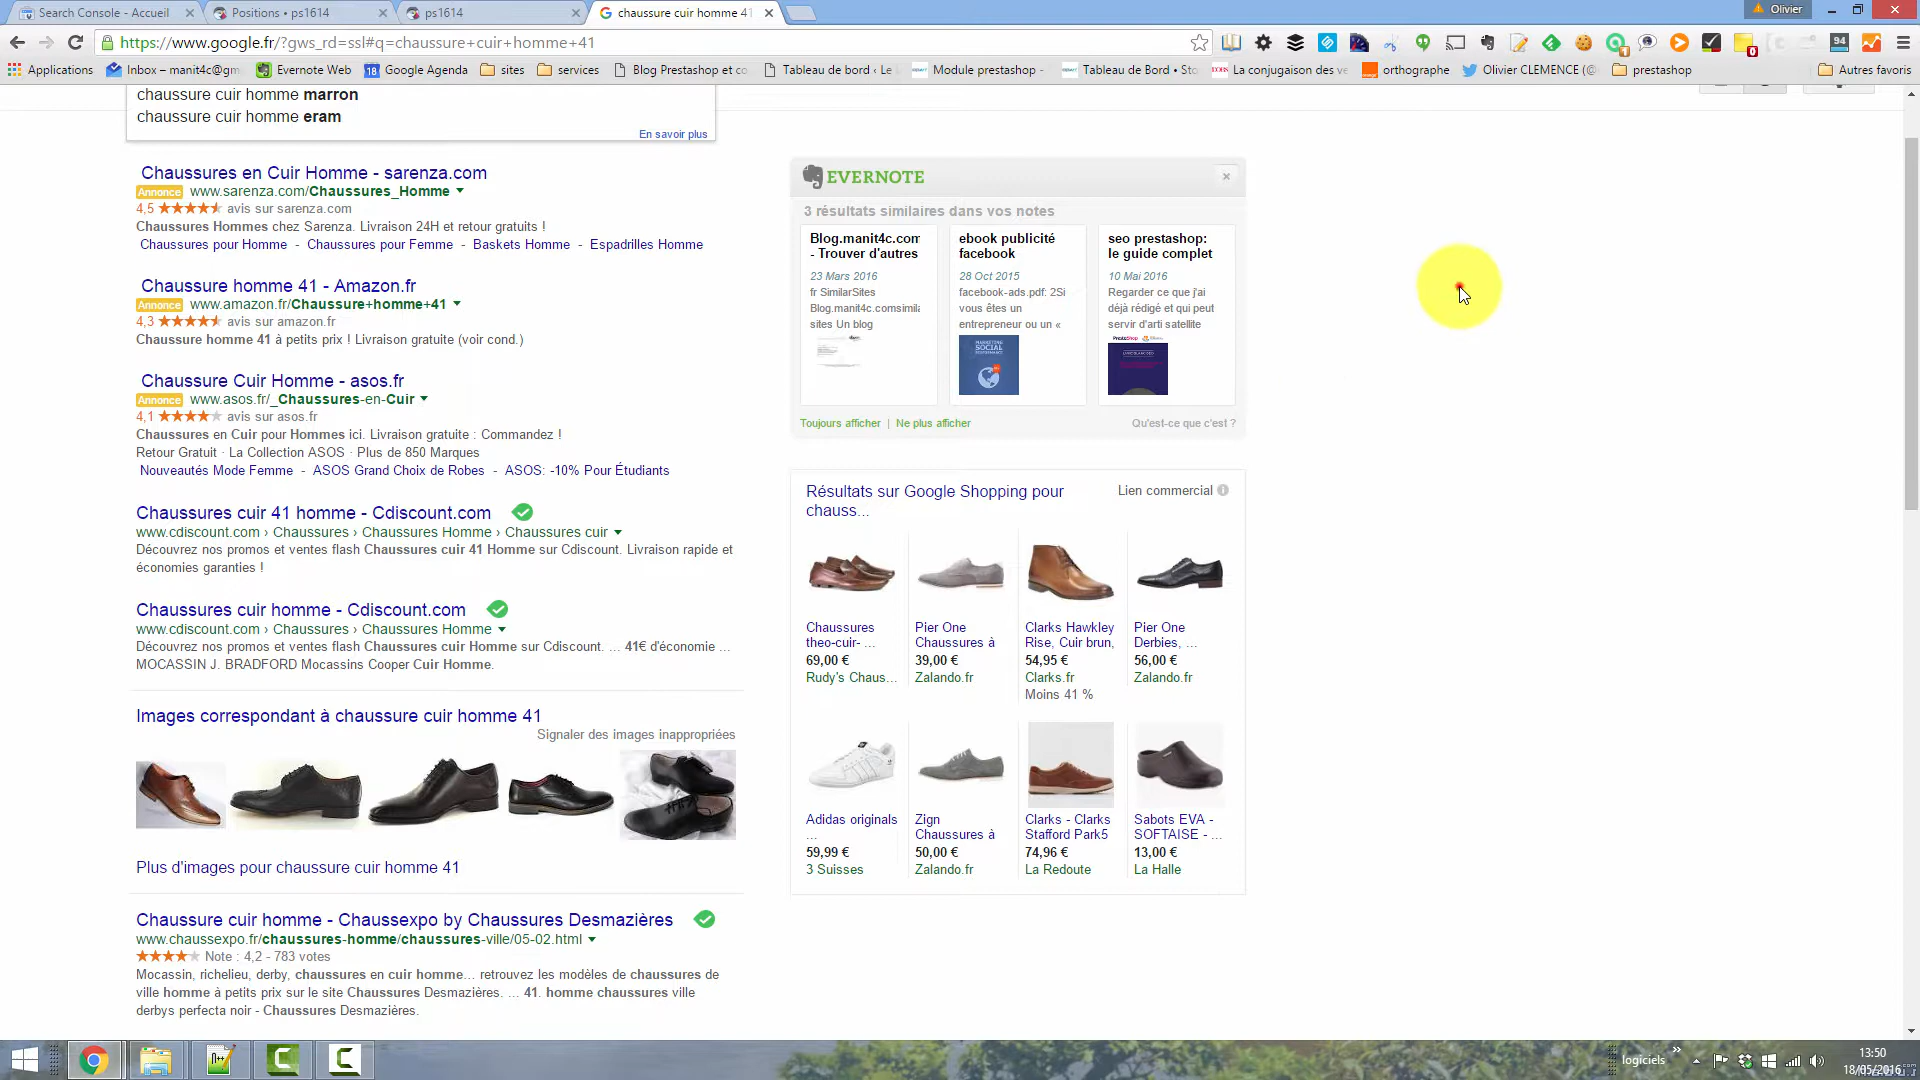 Search Console - Accueil
Positions • ps1614
ps1614
chaussure cuir homme 41
Olivier
https://www.google.fr/?gws_rd=ssl#q=chaussure+cuir+homme+41
94
Applications
Inbox – manit4c@gm
Evernote Web
18 Google Agenda
sites
services
Blog Prestashop et co
Tableau de bord ‹ Le
Module prestashop -
Tableau de Bord • Sto
La conjugaison des ve
orthographe
Olivier CLEMENCE (@
prestashop
Autres favoris
chaussure cuir homme marron
chaussure cuir homme eram
En savoir plus
Chaussures en Cuir Homme - sarenza.com
Annonce www.sarenza.com/Chaussures_Homme
4,5 avis sur sarenza.com
Chaussures Hommes chez Sarenza. Livraison 24H et retour gratuits !
Chaussures pour Homme - Chaussures pour Femme - Baskets Homme - Espadrilles Homme
Chaussure homme 41 - Amazon.fr
Annonce www.amazon.fr/Chaussure+homme+41
4,3 avis sur amazon.fr
Chaussure homme 41 à petits prix ! Livraison gratuite (voir cond.)
Chaussure Cuir Homme - asos.fr
Annonce www.asos.fr/_Chaussures-en-Cuir
4,1 avis sur asos.fr
Chaussures en Cuir pour Hommes ici. Livraison gratuite : Commandez !
Retour Gratuit · La Collection ASOS · Plus de 850 Marques
Nouveautés Mode Femme - ASOS Grand Choix de Robes - ASOS: -10% Pour Étudiants
Chaussures cuir 41 homme - Cdiscount.com
www.cdiscount.com › Chaussures › Chaussures Homme › Chaussures cuir
Découvrez nos promos et ventes flash Chaussures cuir 41 Homme sur Cdiscount. Livraison rapide et
économies garanties !
Chaussures cuir homme - Cdiscount.com
www.cdiscount.com › Chaussures › Chaussures Homme
Découvrez nos promos et ventes flash Chaussures cuir Homme sur Cdiscount. ... 41€ d'économie ...
MOCASSIN J. BRADFORD Mocassins Cooper Cuir Homme.
Images correspondant à chaussure cuir homme 41
Signaler des images inappropriées
Plus d'images pour chaussure cuir homme 41
Chaussure cuir homme - Chaussexpo by Chaussures Desmazières
www.chaussexpo.fr/chaussures-homme/chaussures-ville/05-02.html
Note : 4,2 - 783 votes
Mocassin, richelieu, derby, chaussures en cuir homme... retrouvez les modèles de chaussures de
ville homme à petits prix sur le site Chaussures Desmazières. ... 41. homme chaussures ville
derbys perfecta noir - Chaussures Desmazières.
EVERNOTE
3 résultats similaires dans vos notes
Blog.manit4c.com
- Trouver d'autres
23 Mars 2016
fr SimilarSites
Blog.manit4c.comsimila
sites Un blog
ebook publicité
facebook
28 Oct 2015
facebook-ads.pdf: 2Si
vous êtes un
entrepreneur ou un «
MARKETING
SOCIAL
seo prestashop:
le guide complet
10 Mai 2016
Regarder ce que j'ai
déjà rédigé et qui peut
servir d'arti satellite
Toujours afficher | Ne plus afficher
Qu'est-ce que c'est ?
Résultats sur Google Shopping pour
chauss...
Lien commercial
Chaussures
theo-cuir- ...
69,00 €
Rudy's Chaus...
Pier One
Chaussures à
39,00 €
Zalando.fr
Clarks Hawkley
Rise, Cuir brun,
54,95 €
Clarks.fr
Moins 41 %
Pier One
Derbies, ...
56,00 €
Zalando.fr
Adidas originals
...
59,99 €
3 Suisses
Zign
Chaussures à
50,00 €
Zalando.fr
Clarks - Clarks
Stafford Park5
74,96 €
La Redoute
Sabots EVA -
SOFTAISE - ...
13,00 €
La Halle
logiciels
13:50
18/05/2016